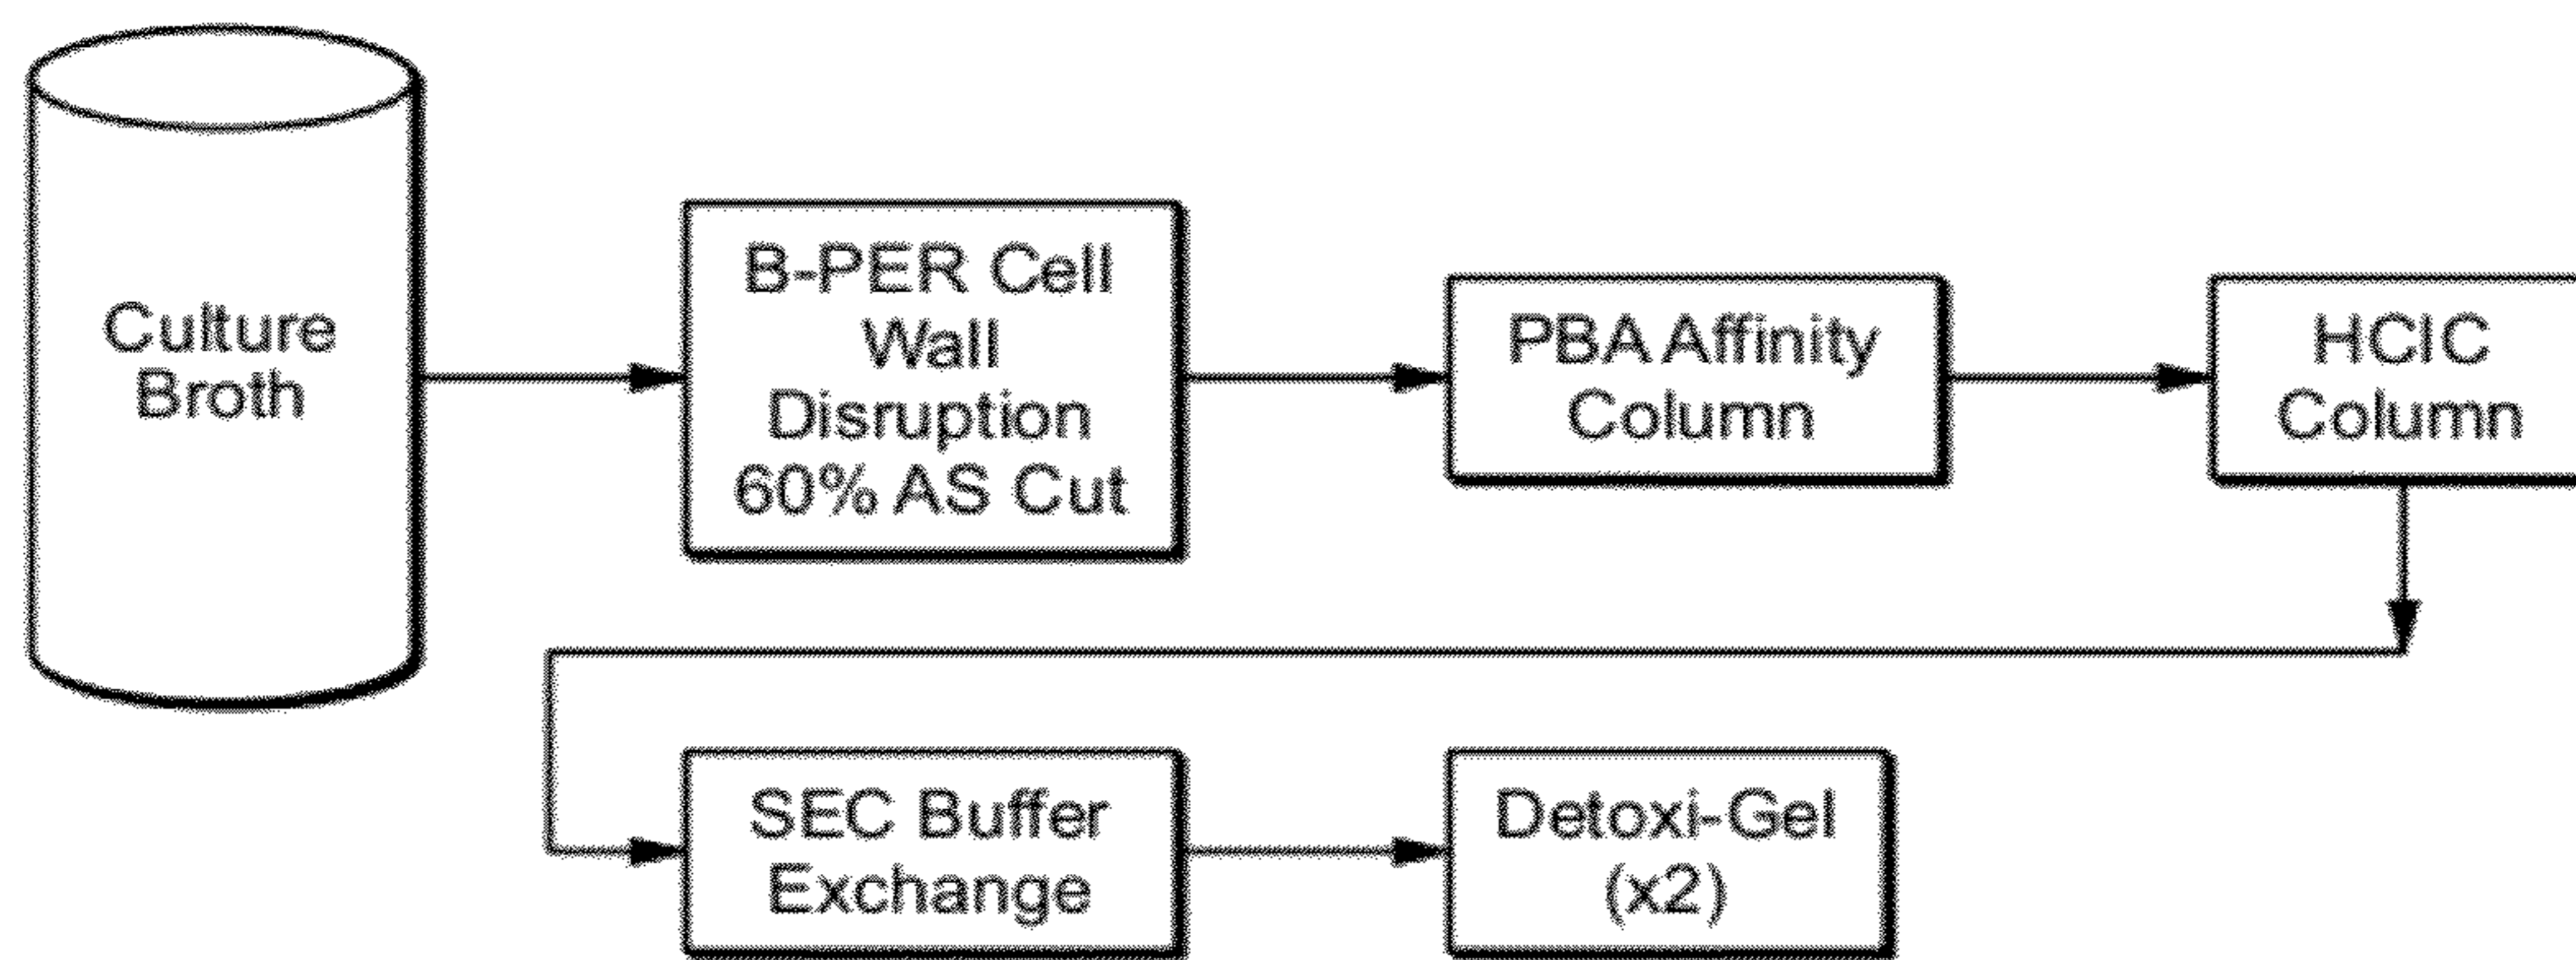 Culture
Broth
B-PER Cell
Wall
Disruption
60% AS Cut
PBA Affinity
Column
HCIC
Column
SEC Buffer
Exchange
Detoxi-Gel
(x2)